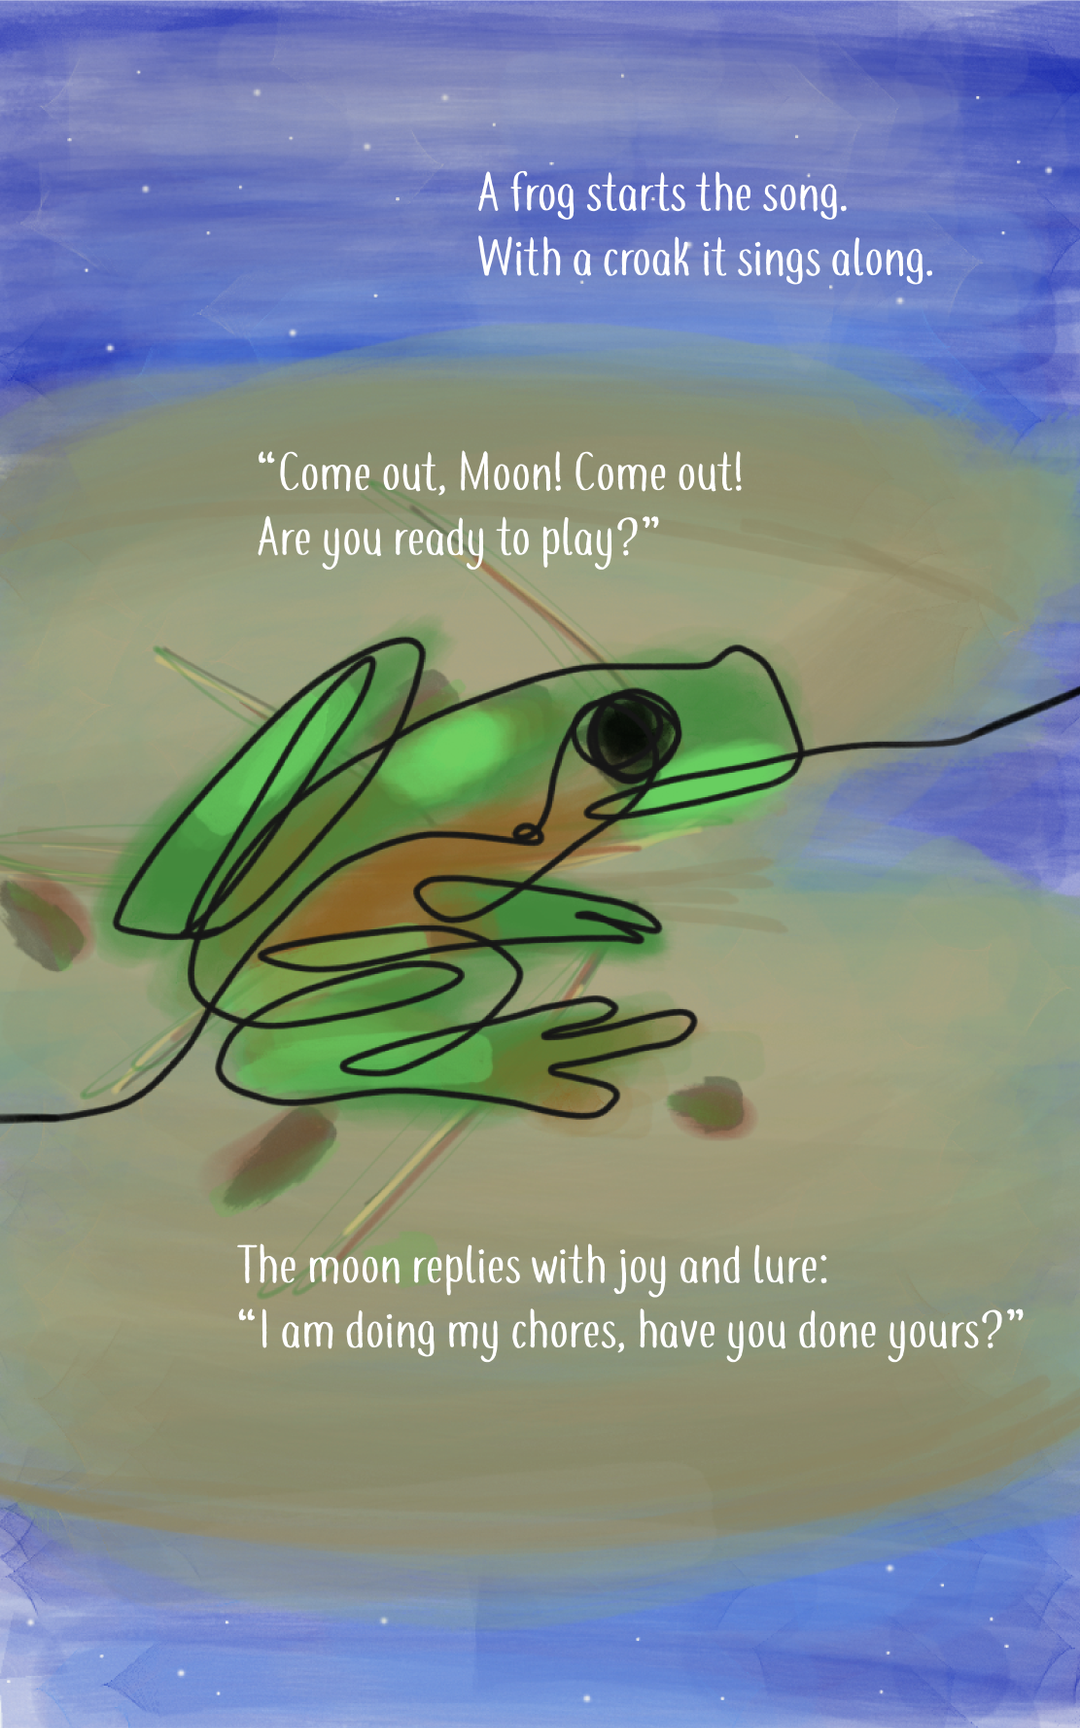 A frog starts the song.
With a croak it sings along.
“Come out, Moon! Come out!
Are you ready to play?”
The moon replies with joy and lure:
“I am doing my chores, have you done yours?”